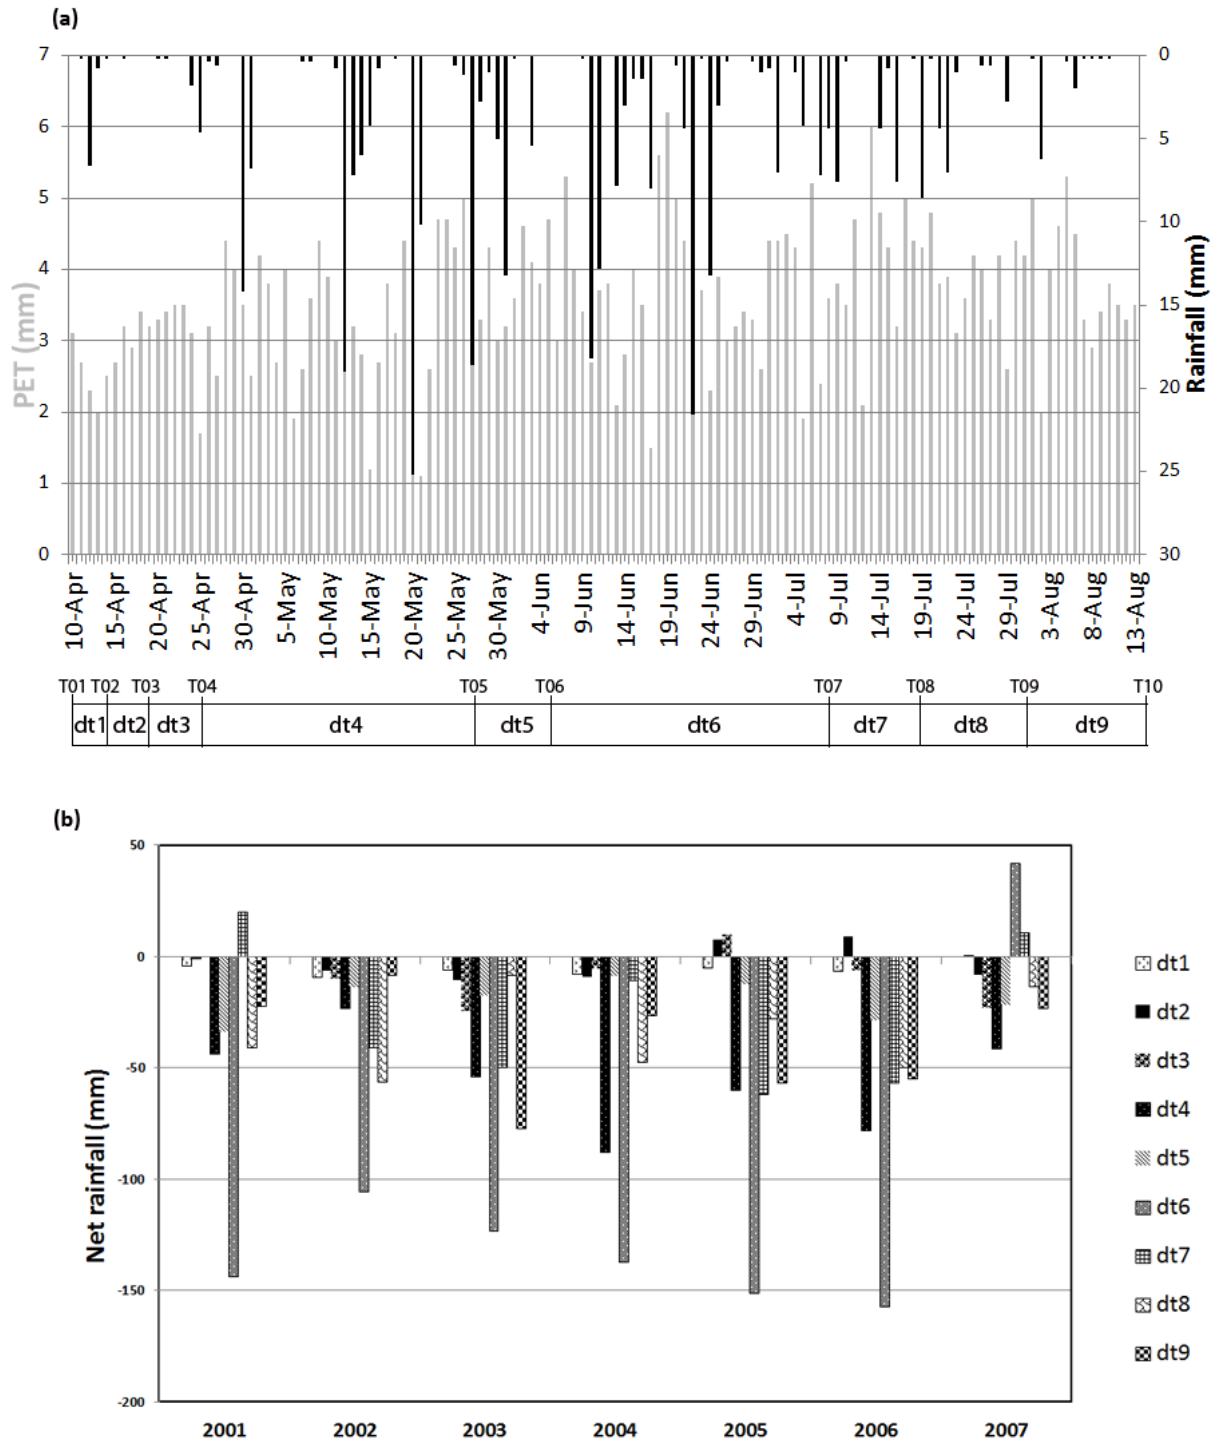 (a)
7
6
5
4
3
2
1
0
PET (mm)
0
5
10
15
20
25
30
Rainfall (mm)
10-Apr
15-Apr
20-Apr
25-Apr
30-Apr
5-May
10-May
15-May
20-May
25-May
30-May
4-Jun
9-Jun
14-Jun
19-Jun
24-Jun
29-Jun
4-Jul
9-Jul
14-Jul
19-Jul
24-Jul
29-Jul
3-Aug
8-Aug
13-Aug
T01 T02 T03 T04 T05 T06 T07 T08 T09 T10
dt1 dt2 dt3 dt4 dt5 dt6 dt7 dt8 dt9
(b)
50
0
-50
-100
-150
-200
Net rainfall (mm)
2001 2002 2003 2004 2005 2006 2007
dt1
dt2
dt3
dt4
dt5
dt6
dt7
dt8
dt9